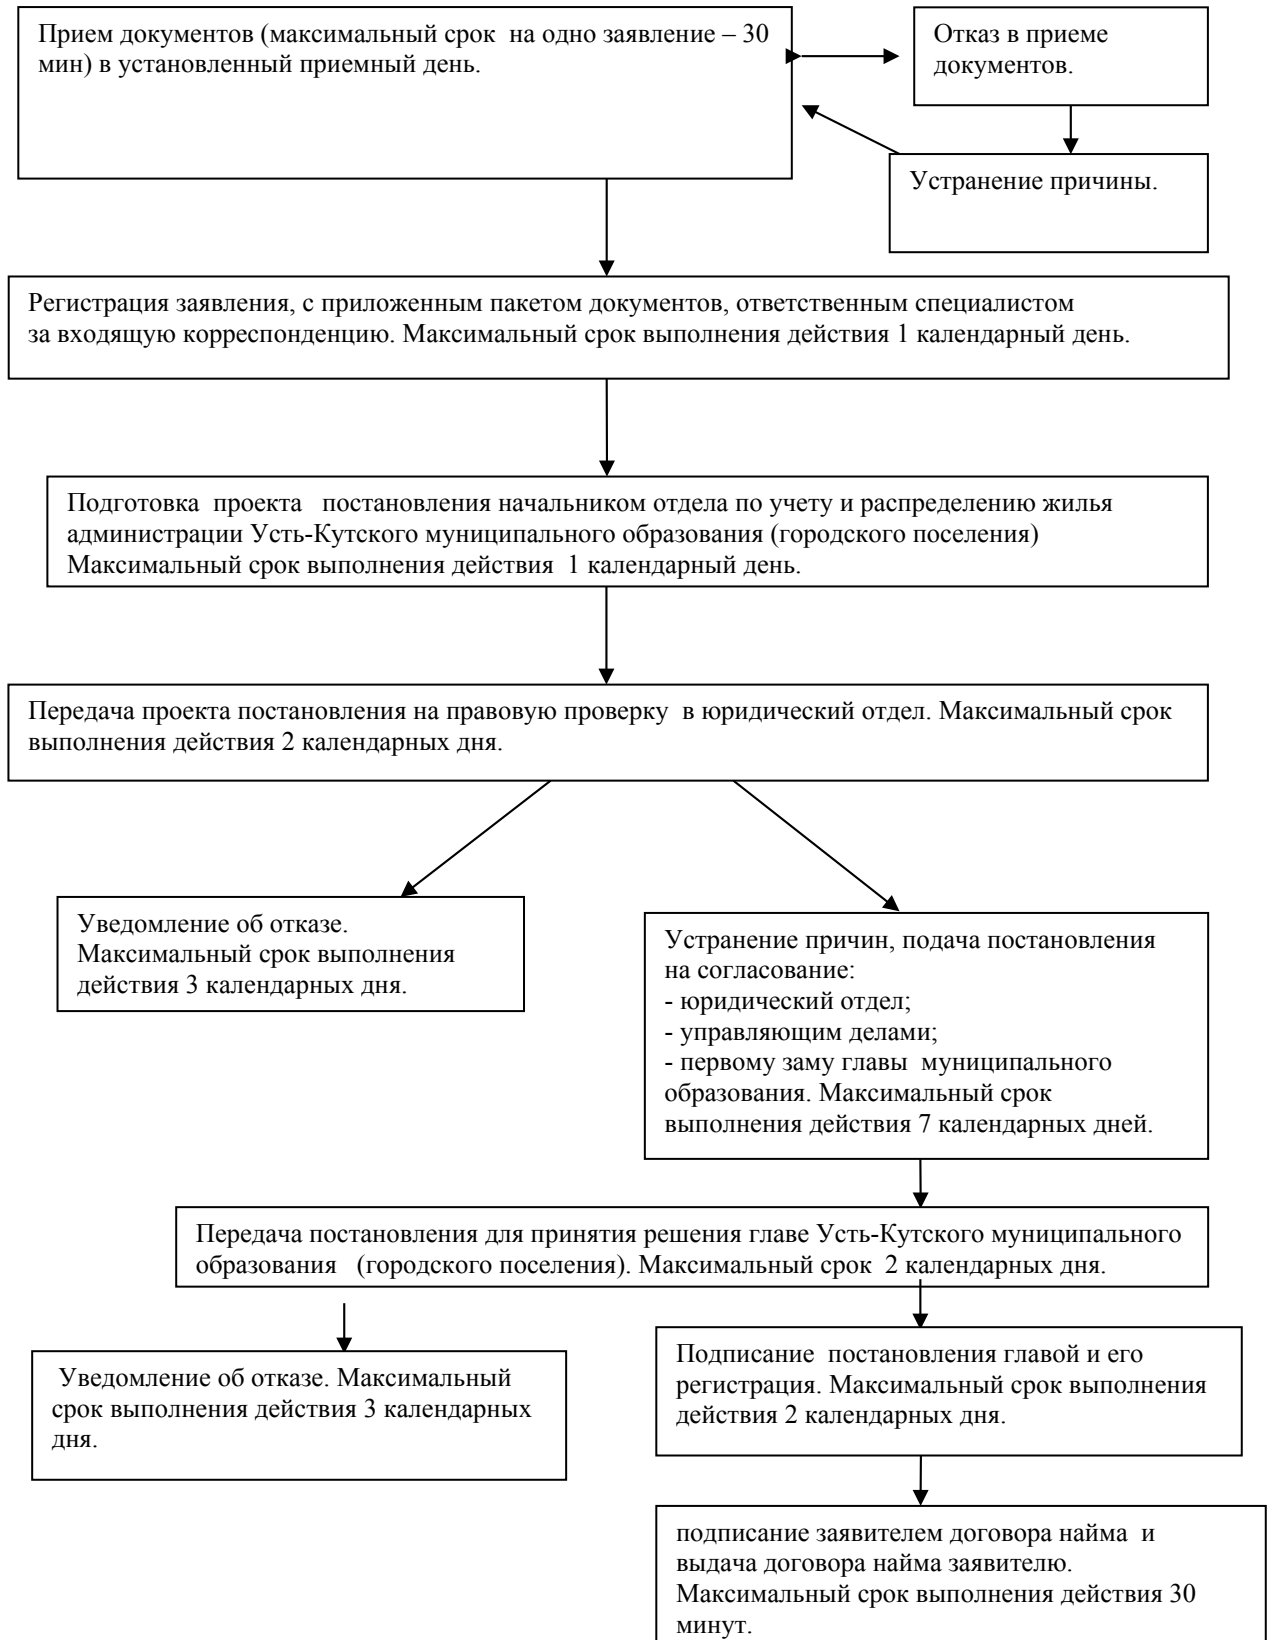 Прием документов (максимальный срок  на одно заявление – 30
мин) в установленный приемный день.
Отказ в приеме
документов.
Устранение причины.
Регистрация заявления, с приложенным пакетом документов, ответственным специалистом
за входящую корреспонденцию. Максимальный срок выполнения действия 1 календарный день.
Подготовка  проекта   постановления начальником отдела по учету и распределению жилья
администрации Усть-Кутского муниципального образования (городского поселения)
Максимальный срок выполнения действия  1 календарный день.
Передача проекта постановления на правовую проверку  в юридический отдел. Максимальный срок
выполнения действия 2 календарных дня.
Уведомление об отказе.
Максимальный срок выполнения
действия 3 календарных дня.
Устранение причин, подача постановления
на согласование:
- юридический отдел;
- управляющим делами;
- первому заму главы  муниципального
образования. Максимальный срок
выполнения действия 7 календарных дней.
Передача постановления для принятия решения главе Усть-Кутского муниципального
образования   (городского поселения). Максимальный срок  2 календарных дня.
Уведомление об отказе. Максимальный
срок выполнения действия 3 календарных
дня.
Подписание  постановления главой и его
регистрация. Максимальный срок выполнения
действия 2 календарных дня.
подписание заявителем договора найма  и
выдача договора найма заявителю.
Максимальный срок выполнения действия 30
минут.